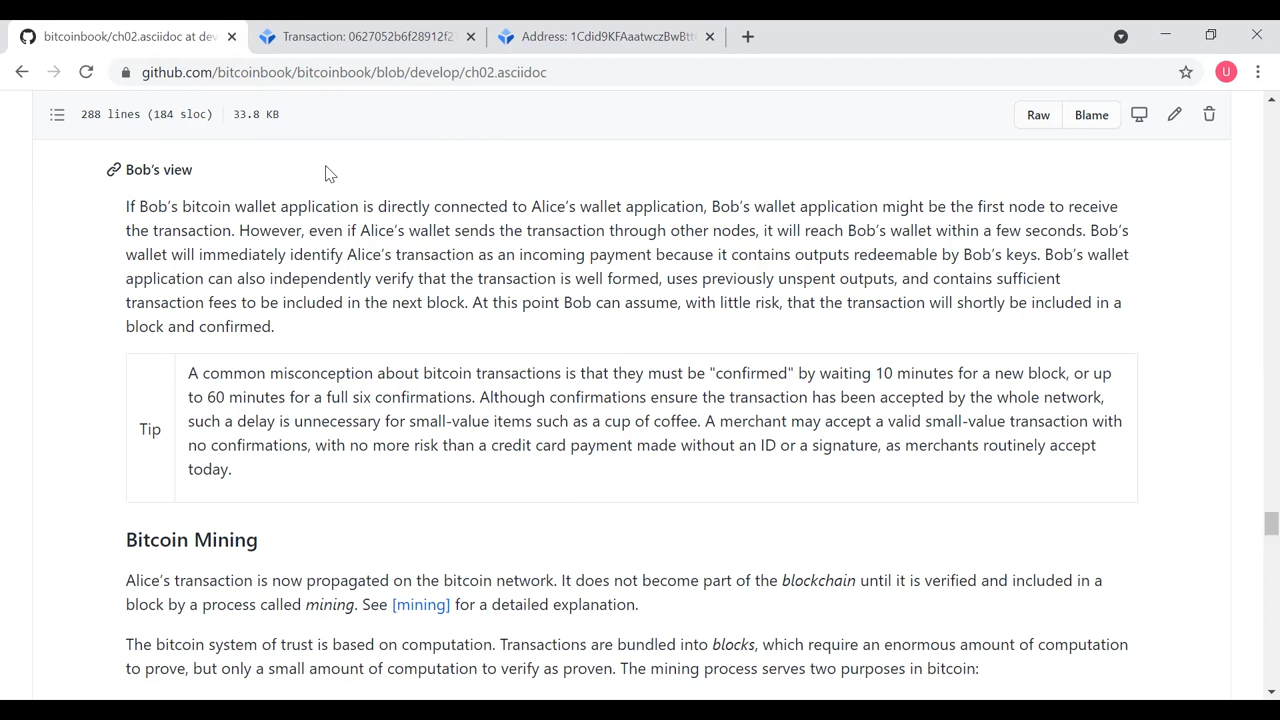 bitcoinbook/ch02.asciidoc at dev
Transaction: 0627052b6f28912f2
Address: 1Cdid9KFAaatwczBwBtt
github.com/bitcoinbook/bitcoinbook/blob/develop/ch02.asciidoc
U
288 lines (184 sloc) 33.8 KB
Raw Blame
Bob's view
If Bob's bitcoin wallet application is directly connected to Alice's wallet application, Bob's wallet application might be the first node to receive
the transaction. However, even if Alice's wallet sends the transaction through other nodes, it will reach Bob's wallet within a few seconds. Bob's
wallet will immediately identify Alice's transaction as an incoming payment because it contains outputs redeemable by Bob's keys. Bob's wallet
application can also independently verify that the transaction is well formed, uses previously unspent outputs, and contains sufficient
transaction fees to be included in the next block. At this point Bob can assume, with little risk, that the transaction will shortly be included in a
block and confirmed.
Tip
A common misconception about bitcoin transactions is that they must be "confirmed" by waiting 10 minutes for a new block, or up
to 60 minutes for a full six confirmations. Although confirmations ensure the transaction has been accepted by the whole network,
such a delay is unnecessary for small-value items such as a cup of coffee. A merchant may accept a valid small-value transaction with
no confirmations, with no more risk than a credit card payment made without an ID or a signature, as merchants routinely accept
today.
Bitcoin Mining
Alice's transaction is now propagated on the bitcoin network. It does not become part of the blockchain until it is verified and included in a
block by a process called mining. See [mining] for a detailed explanation.
The bitcoin system of trust is based on computation. Transactions are bundled into blocks, which require an enormous amount of computation
to prove, but only a small amount of computation to verify as proven. The mining process serves two purposes in bitcoin: